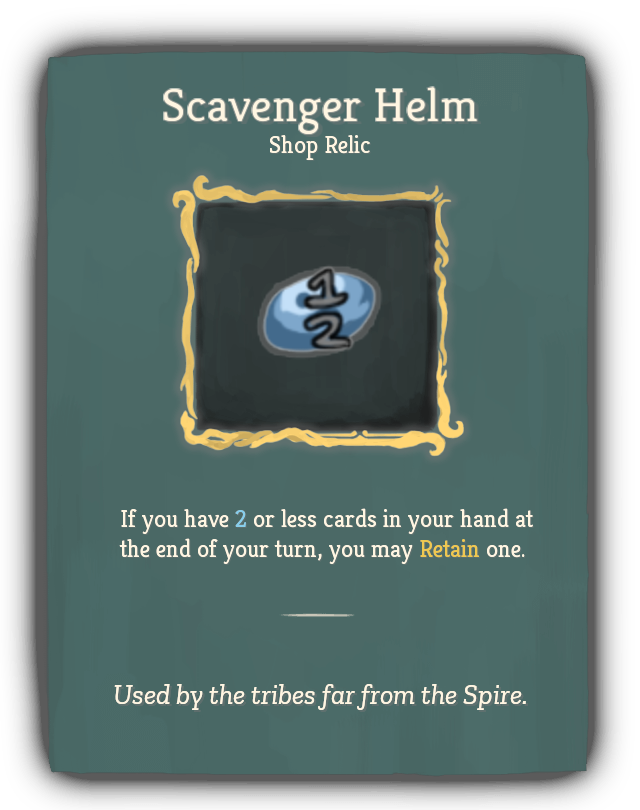 Scavenger Helm
Shop Relic
1
2
If you have 2 or less cards in your hand at
the end of your turn, you may Retain one.
Used by the tribes far from the Spire.